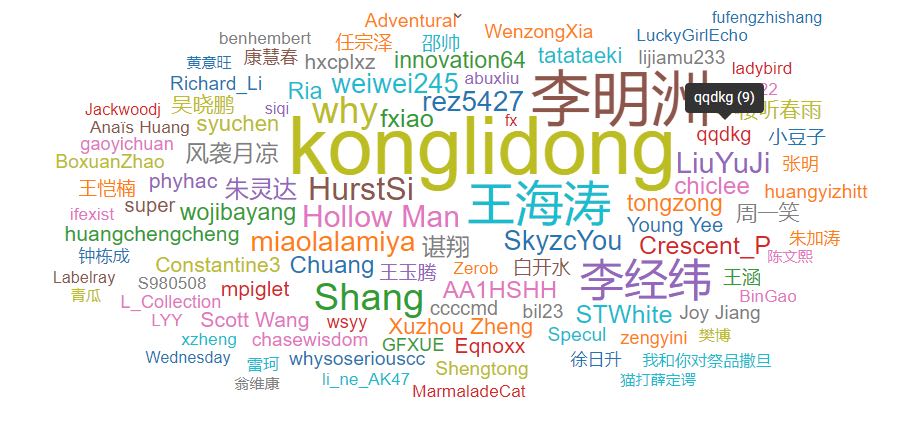 fufengzhishang
Adventural
benhembert
任宗泽
邵帅
WenzongXia
LuckyGirlEcho
黄意旺
康慧春
hxcplxz
innovation64
tatataeki
lijiamu233
ladybird
Richard_Li
Ria
weiwei245
abuxliu
李明洲
qqdkg (9)
22
Jackwoodj
吴晓鹏
siqi
why
fxiao
rez5427
fx
听春雨
Anaïs Huang
syuchen
konglidong
qqdkg
小豆子
gaoyichuan
BoxuanZhao
风袭月凉
LiuYuJi
张明
王恺楠
phyhac
朱灵达
HurstSi
王海涛
chiclee
huangyizhitt
ifexist
super
wojibayang
Hollow Man
tongzong
周一笑
huangchengcheng
miaolalamiya
谌翔
SkyzcYou
Young Yee
Crescent_P
朱加涛
钟栋成
Constantine3
Chuang
王玉腾
Zerob
白开水
李经纬
王涵
陈文熙
Labelray
S980508
mpiglet
Shang
AA1HSHH
BinGao
青瓜
L_Collection
ccccmd
bil23
STWhite
Joy Jiang
LYY
Scott Wang
wsyy
Xuzhou Zheng
Specul
zengyini
樊博
xzheng
chasewisdom
GFXUE
Eqnoxx
Wednesday
雷珂
whysoseriouscc
Shengtong
徐日升
我和你对祭品撒旦
翁维康
li_ne_AK47
MarmaladeCat
猫打薛定谔